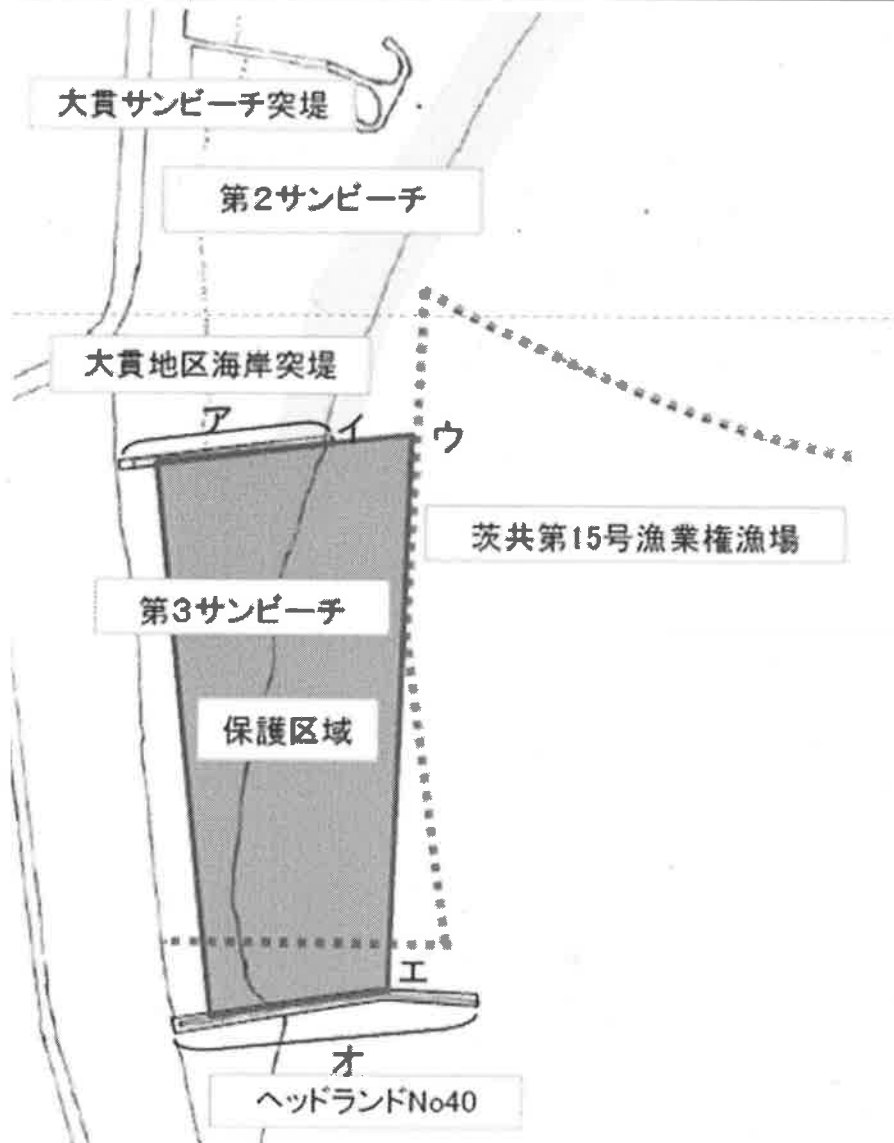 大貫サンビーチ突堤
第2サンビーチ
大貫地区海岸突堤
ア
イ
ウ
茨共第15号漁業権漁場
第3サンビーチ
保護区域
エ
オ
ヘッドランドNo40